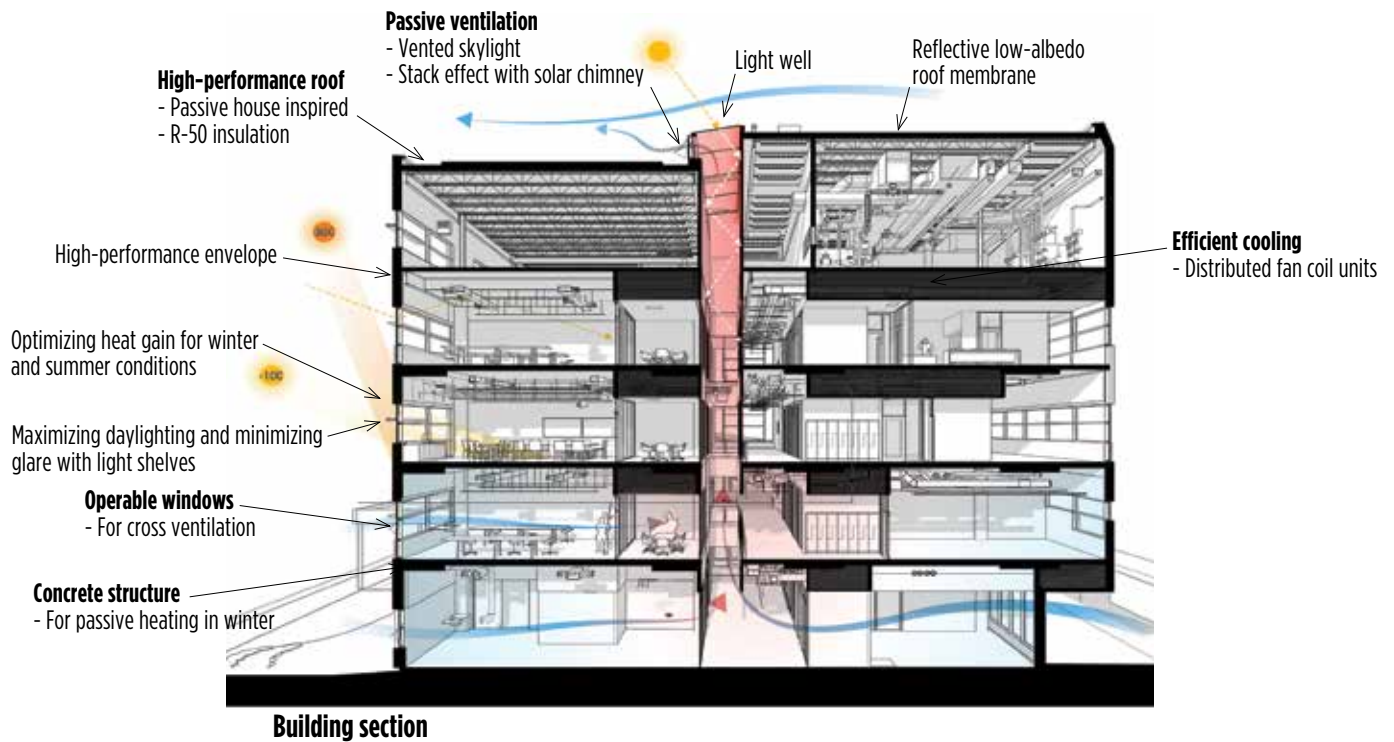 Passive ventilation
- Vented skylight
- Stack effect with solar chimney
Light well
Reflective low-albedo
roof membrane
High-performance roof
- Passive house inspired
- R-50 insulation
High-performance envelope
Efficient cooling
- Distributed fan coil units
Optimizing heat gain for winter
and summer conditions
Maximizing daylighting and minimizing
glare with light shelves
Operable windows
- For cross ventilation
Concrete structure
- For passive heating in winter
Building section